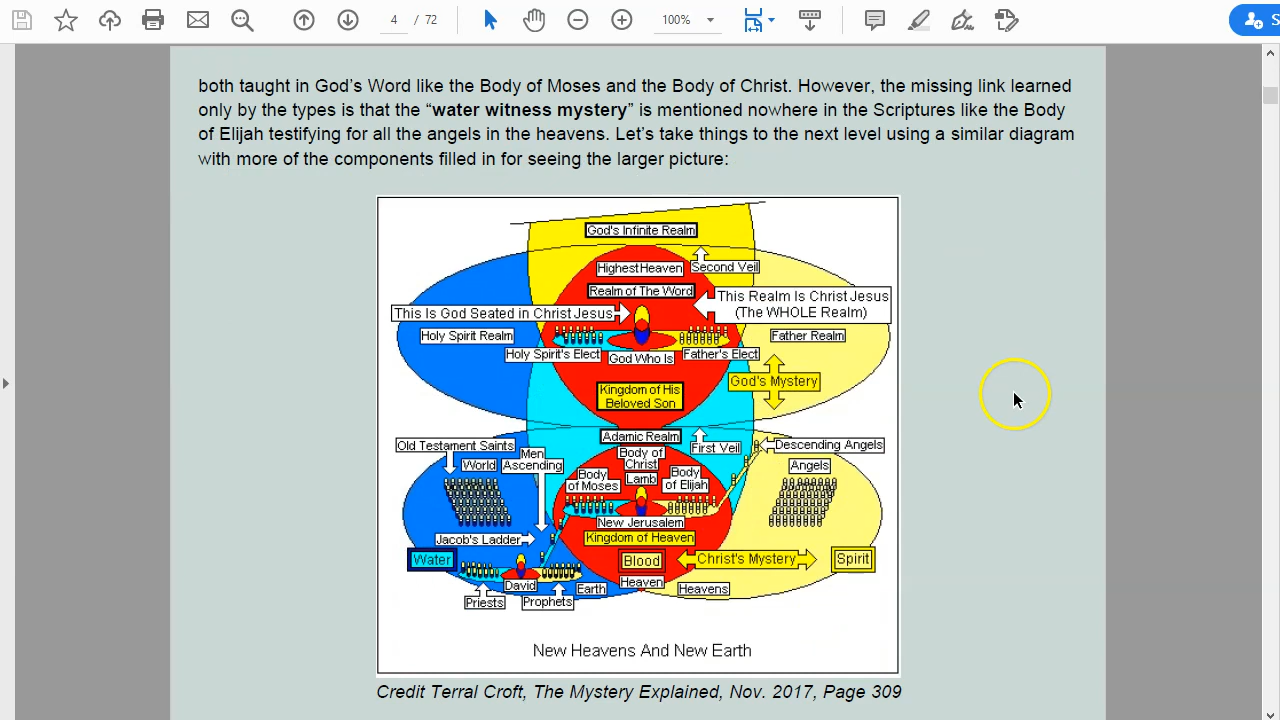 4 / 72
100%
S
both taught in God's Word like the Body of Moses and the Body of Christ. However, the missing link learned
only by the types is that the “water witness mystery” is mentioned nowhere in the Scriptures like the Body
of Elijah testifying for all the angels in the heavens. Let's take things to the next level using a similar diagram
with more of the components filled in for seeing the larger picture:
God's Infinite Realm
Highest Heaven
Second Veil
Realm of The Word
This Realm Is Christ Jesus
(The WHOLE Realm)
This Is God Seated in Christ Jesus
Holy Spirit Realm
Father Realm
Holy Spirit's Elect
God Who Is
Father's Elect
God's Mystery
Kingdom of His
Beloved Son
Adamic Realm
Old Testament Saints
First Veil
Descending Angels
World
Men
Ascending
Body of
Christ
Angels
Body
of Moses
Lamb
Body
of Elijah
New Jerusalem
Jacob's Ladder
Kingdom of Heaven
Water
Blood
Christ's Mystery
Spirit
David
Earth
Heaven
Heavens
Priests
Prophets
New Heavens And New Earth
Credit Terral Croft, The Mystery Explained, Nov. 2017, Page 309